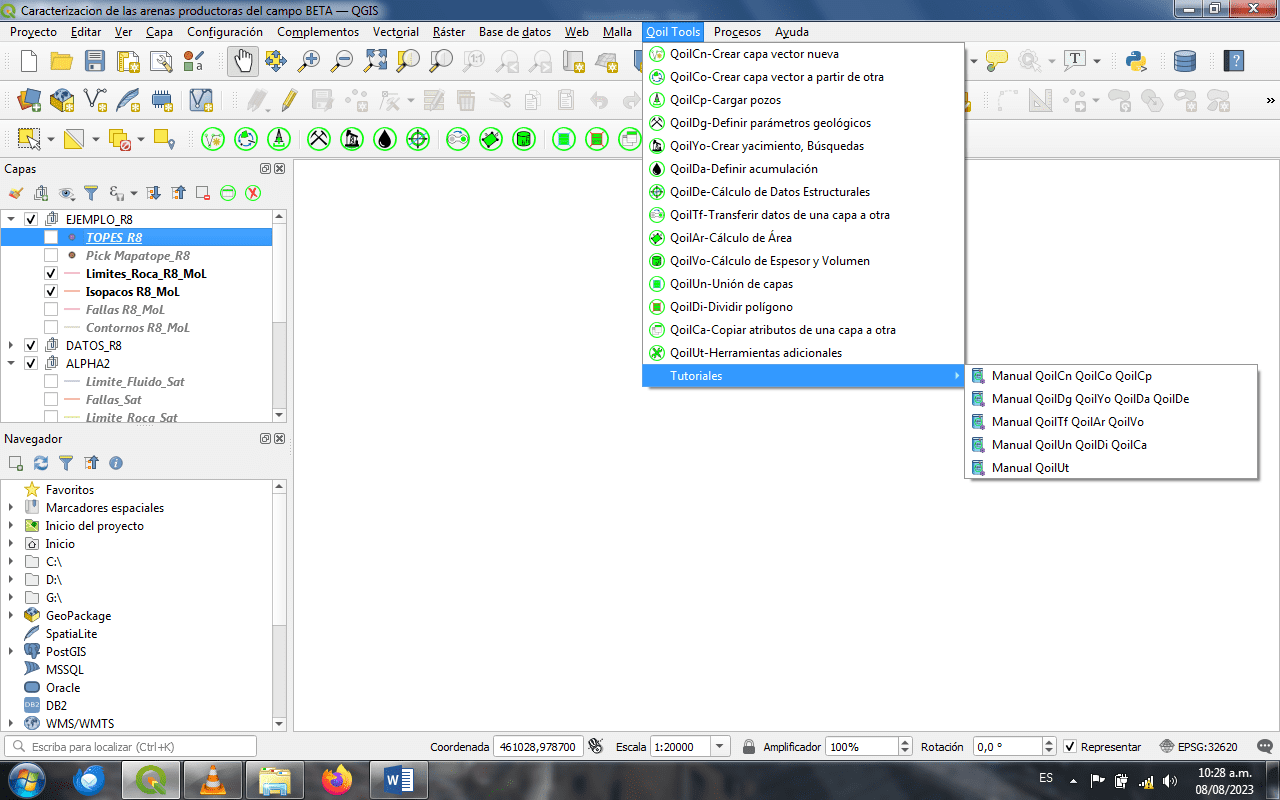 Caracterizacion de las arenas productoras del campo BETA — QGIS
Proyecto Editar Ver Capa Configuración Complementos Vectorial Ráster Base de datos Web Malla Qoil Tools Procesos Ayuda
QoilCn-Crear capa vector nueva
QoilCo-Crear capa vector a partir de otra
QoilCp-Cargar pozos
QoilDg-Definir parámetros geológicos
QoilYo-Crear yacimiento, Búsquedas
QoilDa-Definir acumulación
QoilDe-Cálculo de Datos Estructurales
QoilTf-Transferir datos de una capa a otra
QoilAr-Cálculo de Área
QoilVo-Cálculo de Espesor y Volumen
QoilUn-Unión de capas
QoilDi-Dividir polígono
QoilCa-Copiar atributos de una capa a otra
QoilUt-Herramientas adicionales
Tutoriales
Manual QoilCn QoilCo QoilCp
Manual QoilDg QoilYo QoilDa QoilDe
Manual QoilTf QoilAr QoilVo
Manual QoilUn QoilDi QoilCa
Manual QoilUt
Capas
EJEMPLO_R8
TOPES_R8
Pick Mapatope_R8
Limites_Roca_R8_MoL
Isopacos R8_MoL
Fallas R8_MoL
Contornos R8_MoL
DATOS_R8
ALPHA2
Limite_Fluido_Sat
Fallas_Sat
Limite Roca Sat
Navegador
Favoritos
Marcadores espaciales
Inicio del proyecto
Inicio
C:\
D:\
G:\
GeoPackage
SpatiaLite
PostGIS
MSSQL
Oracle
DB2 DB2
WMS/WMTS
Escriba para localizar (Ctrl+K) Coordenada 461028,978700 Escala 1:20000 Amplificador 100% Rotación 0,0 ° Representar EPSG:32620
ES 10:28 a.m.
08/08/2023